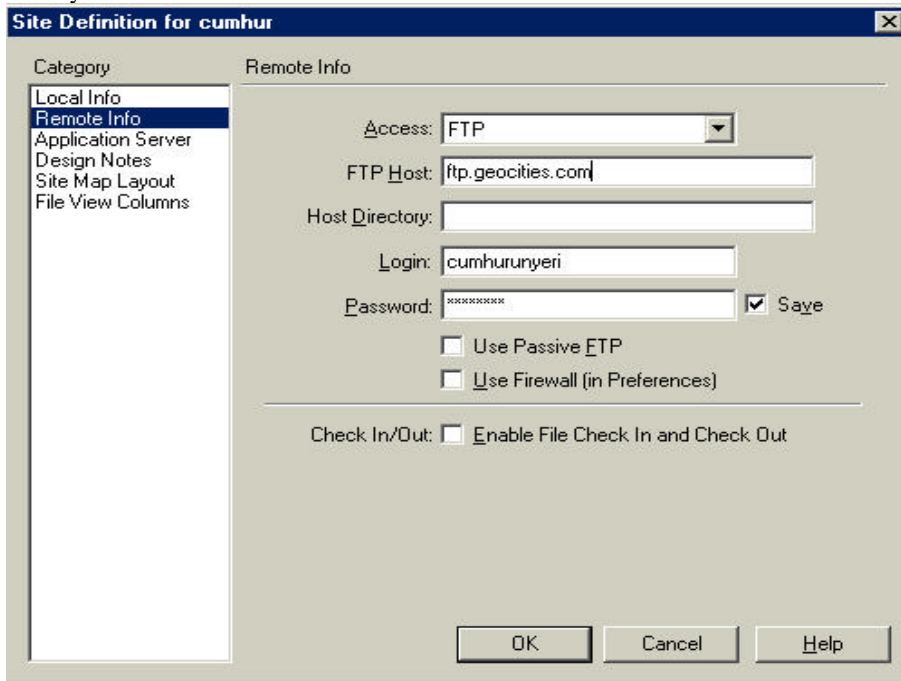 Site Definition for cumhur
Category
Local Info
Remote Info
Application Server
Design Notes
Site Map Layout
File View Columns
Remote Info
Access: FTP
FTP Host: ftp.geocities.com
Host Directory:
Login: cumhurunyeri
Password: ******** Save
Use Passive FTP
Use Firewall (in Preferences)
Check In/Out: Enable File Check In and Check Out
OK Cancel Help